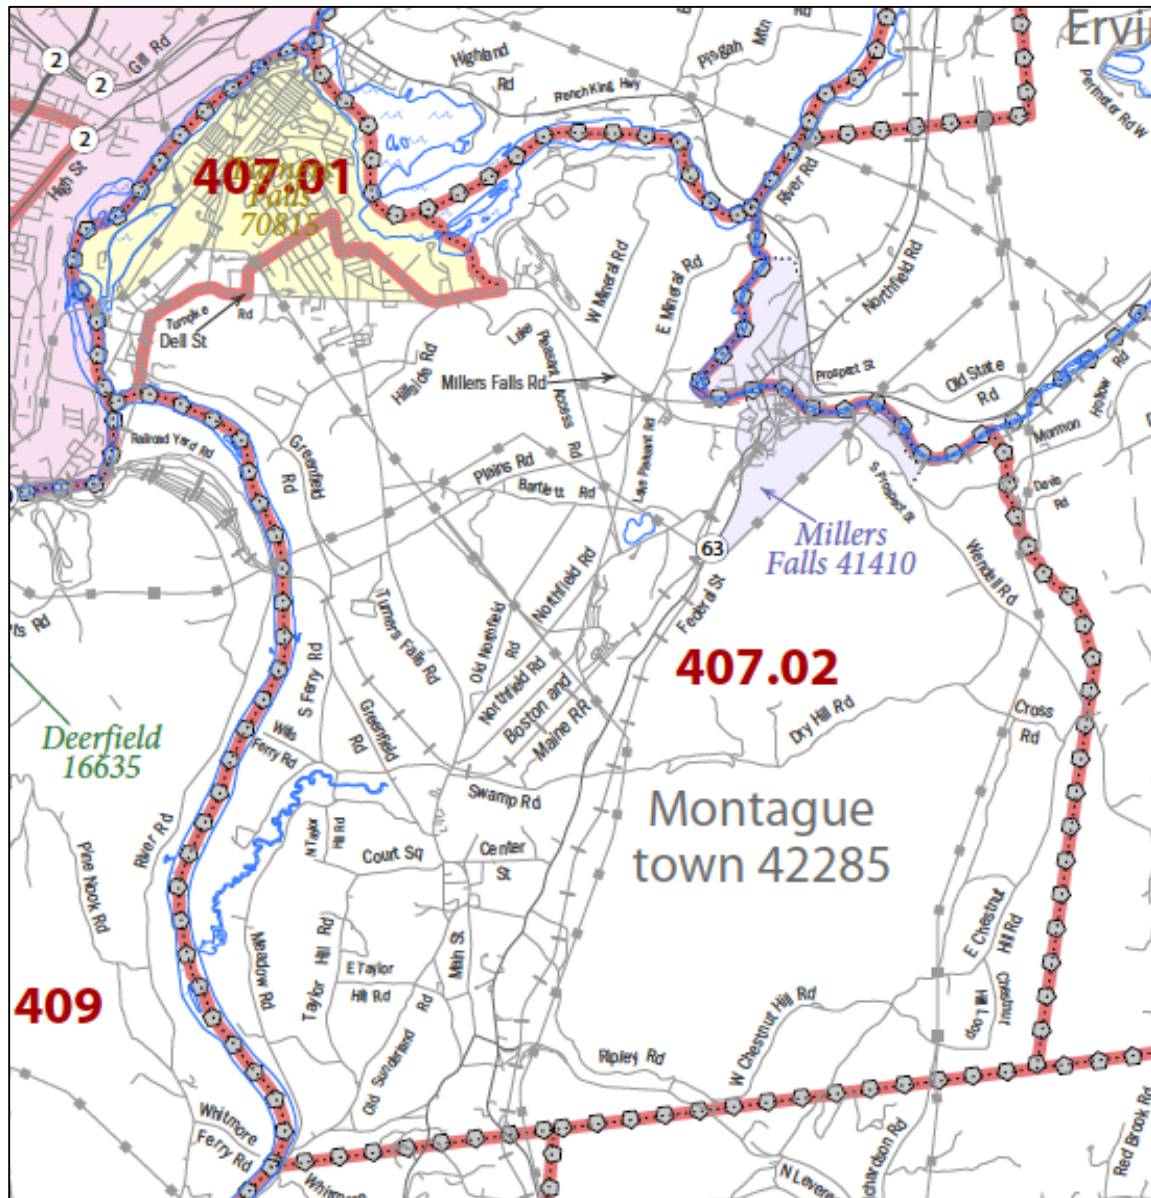 Ervi
2
Gill Rd
2
Highland
Rd
Pisgah
Mtn
Rd
French King Hwy
Perimeter Rd W
2
High St
407.01
Falls
70815
River Rd
Northfield Rd
W Mineral Rd
E Mineral Rd
Turnpike
Rd
Dell St
Lake
Pleasant
Access
Rd
Hillside Rd
Millers Falls Rd
Prospect St
Old State
Rd
Mormon
Hollow
Rd
Railroad Yard Rd
Greenfield
Rd
Plains Rd
Bartlett Rd
Lake Pleasant Rd
S Prospect St
Davis
Rd
Millers
Falls 41410
63
Wendell Rd
Federal St
Northfield Rd
Old Northfield
Rd
Turners Falls Rd
ts Rd
407.02
Northfield Rd
Boston and
Maine RR
S Ferry Rd
Greenfield
Rd
Wills
Ferry Rd
Dry Hill Rd
Cross
Rd
Deerfield
16635
Swamp Rd
Montague
town 42285
River Rd
N Taylor
Hill Rd
Court Sq
Center
St
Pine Nook Rd
E Chestnut
Hill Rd
Meadow Rd
Taylor Hill Rd
E Taylor
Hill Rd
Main St
Old Sunderland
Rd
Chestnut
Hill Loop
409
W Chestnut Hill Rd
Ripley Rd
Whitmore
Ferry Rd
Whitmor
N Levere
chardson Rd
Red Brook Rd